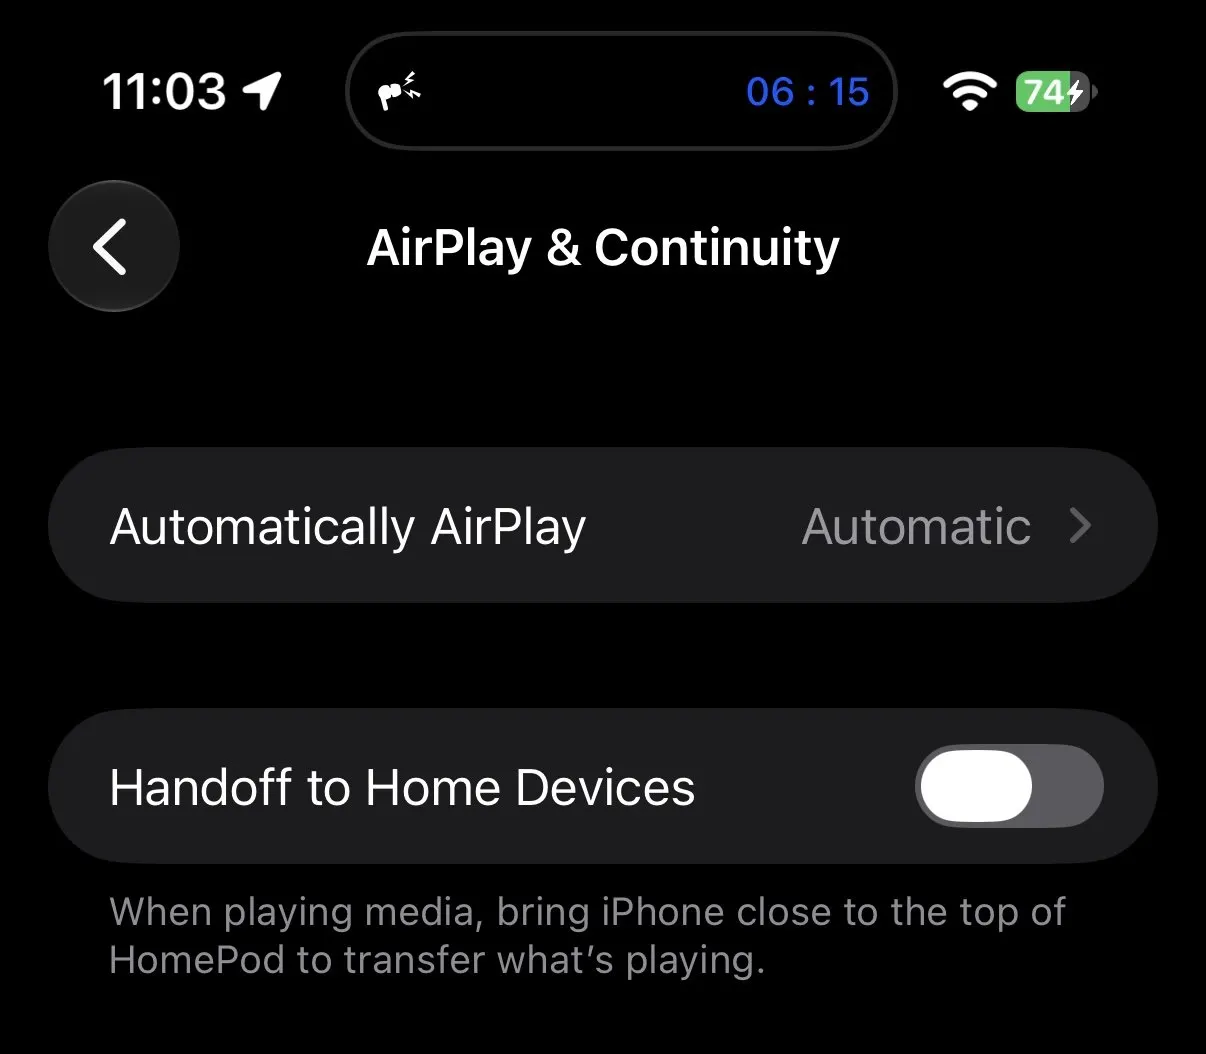 11:03
06 : 15
74
AirPlay & Continuity
Automatically AirPlay Automatic
Handoff to Home Devices
When playing media, bring iPhone close to the top of
HomePod to transfer what’s playing.